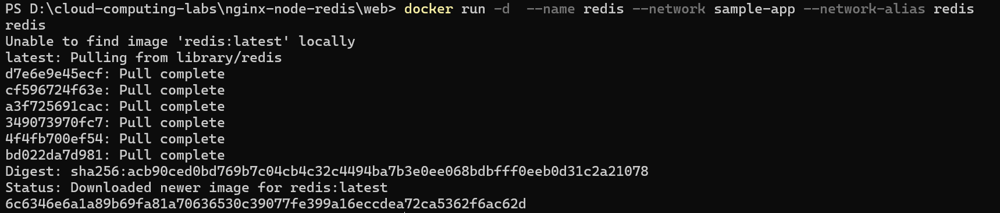 PS D:\cloud-computing-labs\nginx-node-redis\web> docker run -d  --name redis --network sample-app --network-alias redis
redis
Unable to find image 'redis:latest' locally
latest: Pulling from library/redis
d7e6e9e45ecf: Pull complete
cf596724f63e: Pull complete
a3f725691cac: Pull complete
349073970fc7: Pull complete
4f4fb700ef54: Pull complete
bd022da7d981: Pull complete
Digest: sha256:acb90ced0bd769b7c04cb4c32c4494ba7b3e0ee068bdbfff0eeb0d31c2a21078
Status: Downloaded newer image for redis:latest
6c6346e6a1a89b69fa81a70636530c39077fe399a16eccdea72ca5362f6ac62d